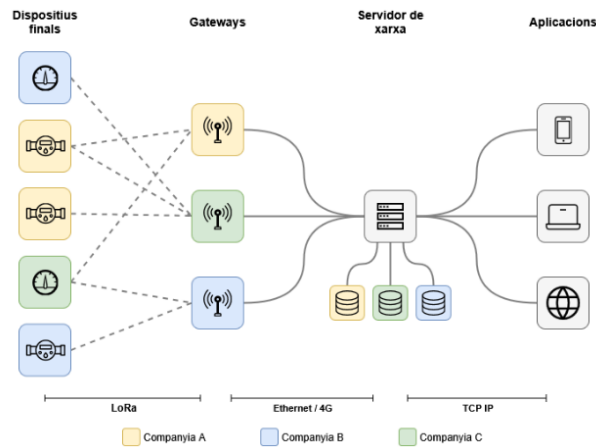 Dispositius
finals
Gateways
Servidor de
xarxa
Aplicacions
LoRa
Ethernet / 4G
TCP IP
Companyia A
Companyia B
Companyia C